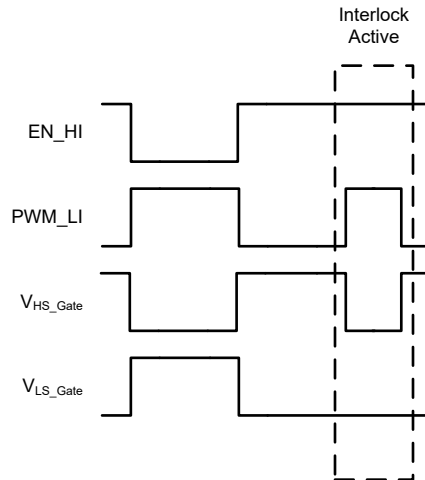 Interlock
Active
EN_HI
PWM_LI
VHS_Gate
VLS_Gate